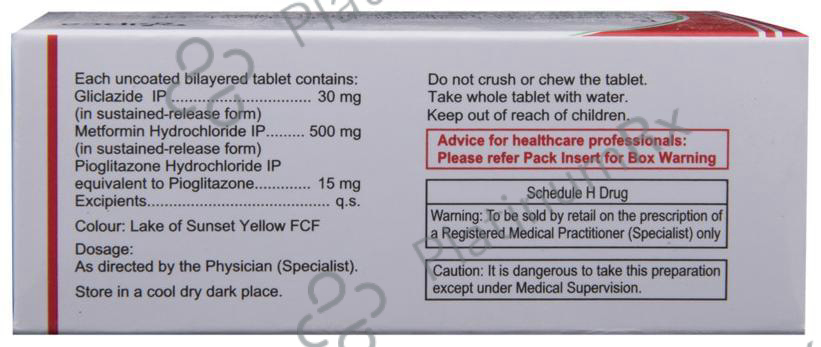 Each uncoated bilayered tablet contains:
Gliclazide IP.................................. 30 mg
(in sustained-release form)
Metformin Hydrochloride IP......... 500 mg
(in sustained-release form)
Pioglitazone Hydrochloride IP
equivalent to Pioglitazone............. 15 mg
Excipients.......................................... q.s.
Colour: Lake of Sunset Yellow FCF
Dosage:
As directed by the Physician (Specialist).
Store in a cool dry dark place.
Do not crush or chew the tablet.
Take whole tablet with water.
Keep out of reach of children.
Advice for healthcare professionals:
Please refer Pack Insert for Box Warning
Schedule H Drug
Warning: To be sold by retail on the prescription of
a Registered Medical Practitioner (Specialist) only
Caution: It is dangerous to take this preparation
except under Medical Supervision.
PlatinumRx